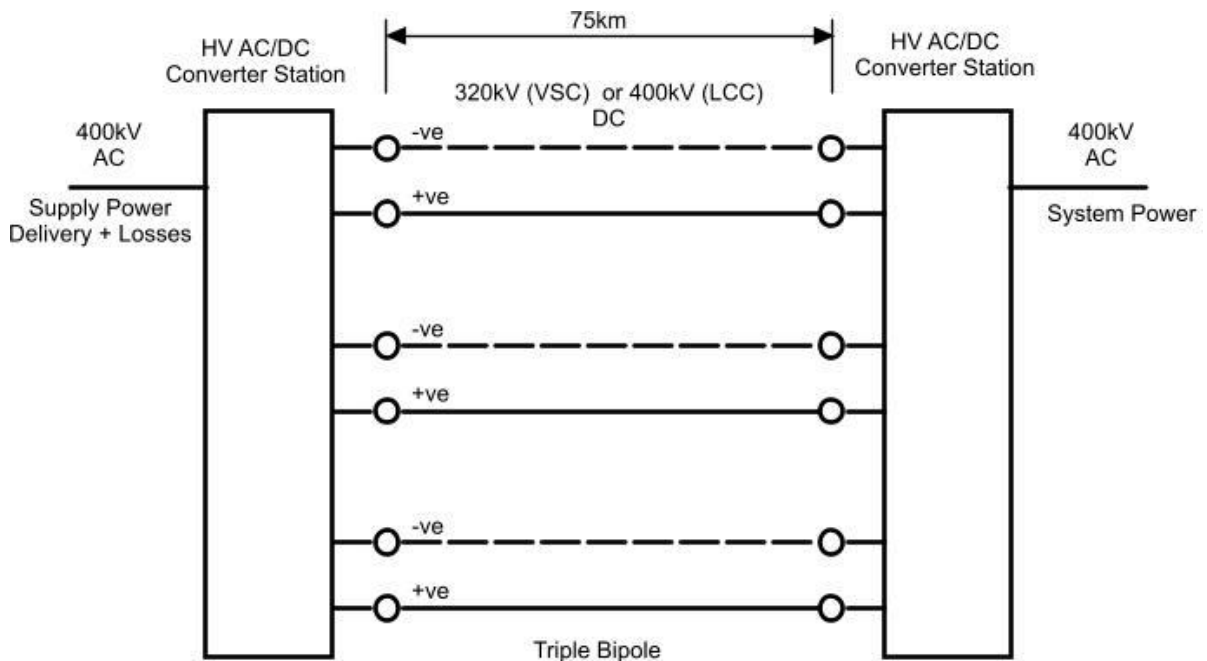 75km
HV AC/DC
Converter Station
HV AC/DC
Converter Station
320kV (VSC)  or 400kV (LCC)
DC
400kV
AC
400kV
AC
Supply Power
Delivery + Losses
System Power
-ve
+ve
-ve
+ve
-ve
+ve
Triple Bipole